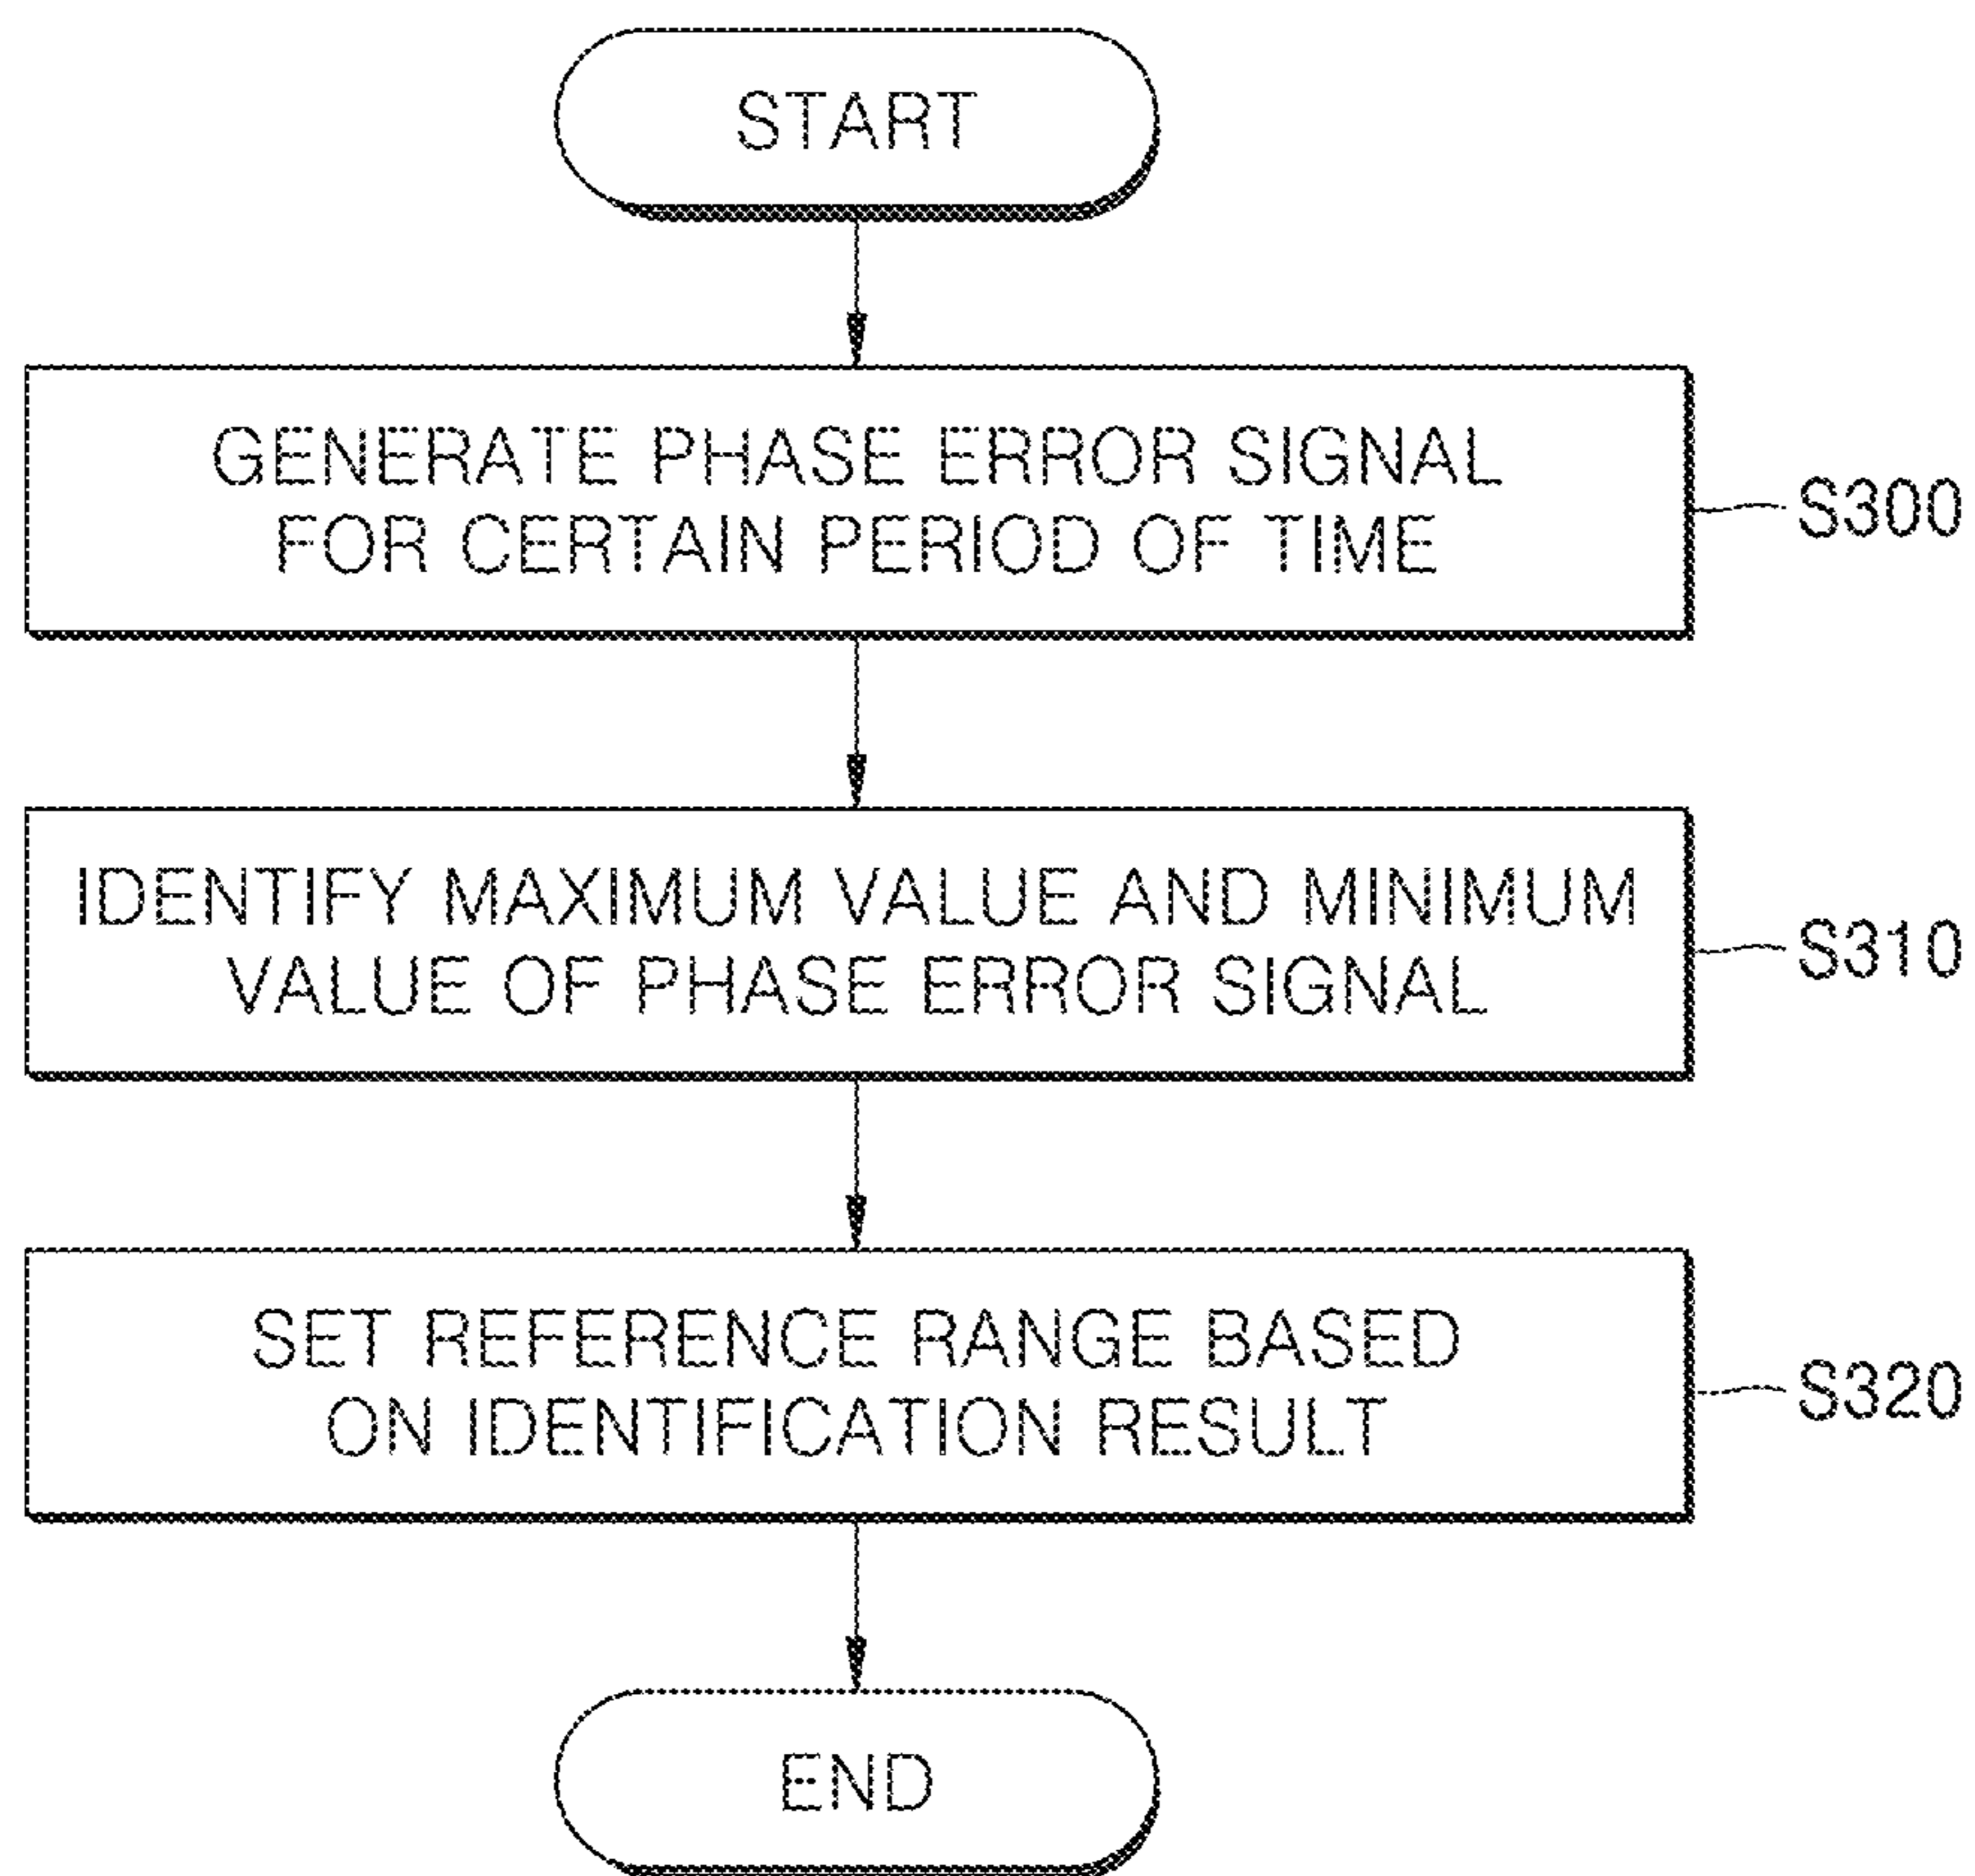 START
GENERATE PHASE ERROR SIGNAL
FOR CERTAIN PERIOD OF TIME
S300
IDENTIFY MAXIMUM VALUE AND MINIMUM
VALUE OF PHASE ERROR SIGNAL
S310
SET REFERENCE RANGE BASED
ON IDENTIFICATION RESULT
S320
END